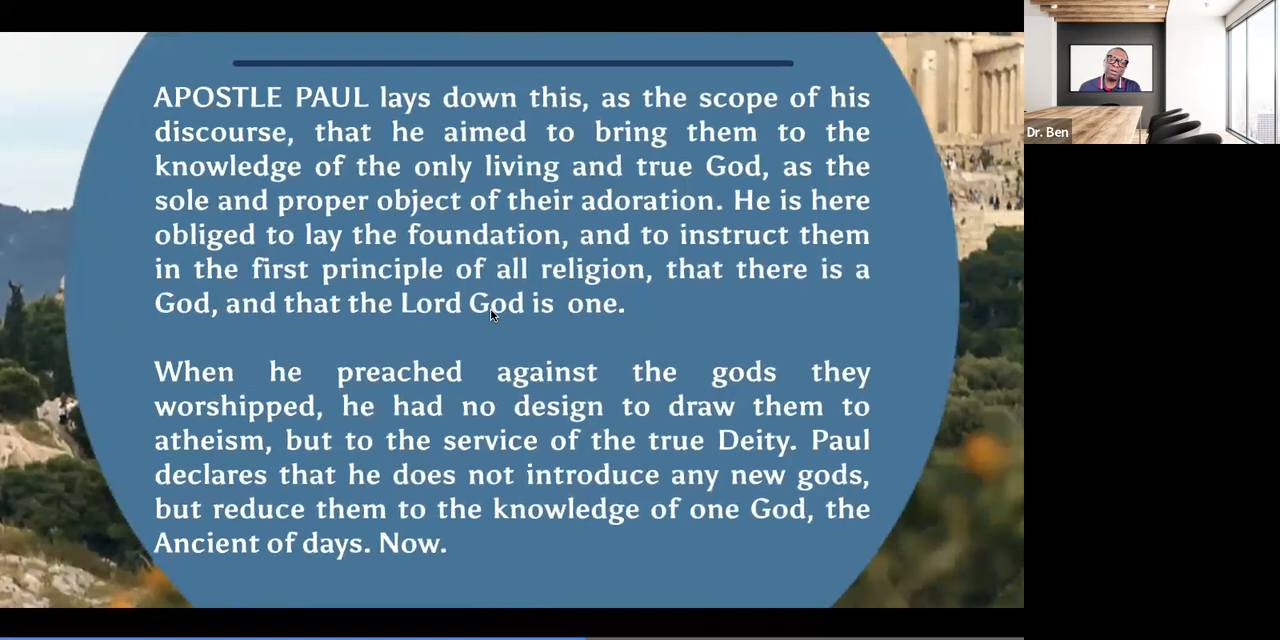 APOSTLE PAUL lays down this, as the scope of his
discourse, that he aimed to bring them to the
knowledge of the only living and true God, as the
sole and proper object of their adoration. He is here
obliged to lay the foundation, and to instruct them
in the first principle of all religion, that there is a
God, and that the Lord God is one.
When he preached against the gods they
worshipped, he had no design to draw them to
atheism, but to the service of the true Deity. Paul
declares that he does not introduce any new gods,
but reduce them to the knowledge of one God, the
Ancient of days. Now.
Dr. Ben